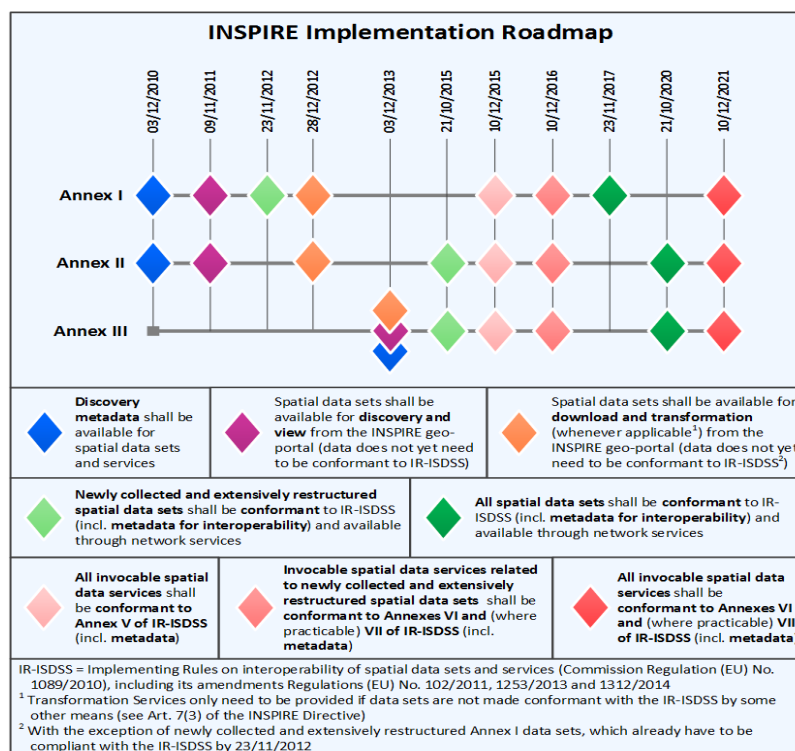 INSPIRE Implementation Roadmap
03/12/2010
09/11/2011
23/11/2012
28/12/2012
03/12/2013
21/10/2015
10/12/2015
10/12/2016
23/11/2017
21/10/2020
10/12/2021
Annex I
Annex II
Annex III
Discovery
metadata shall be
available for
spatial data sets
and services
Spatial data sets shall be
available for discovery and
view from the INSPIRE geo-
portal (data does not yet need
to be conformant to IR-ISDSS)
Spatial data sets shall be available for
download and transformation
(whenever applicable¹) from the
INSPIRE geo-portal (data does not yet
need to be conformant to IR-ISDSS²)
Newly collected and extensively restructured
spatial data sets shall be conformant to IR-ISDSS
(incl. metadata for interoperability) and available
through network services
All spatial data sets shall be conformant to IR-
ISDSS (incl. metadata for interoperability) and
available through network services
All invocable spatial
data services shall
be conformant to
Annex V of IR-ISDSS
(incl. metadata)
Invocable spatial data services related
to newly collected and extensively
restructured spatial data sets shall be
conformant to Annexes VI and (where
practicable) VII of IR-ISDSS (incl.
metadata)
All invocable spatial data
services shall be
conformant to Annexes VI
and (where practicable) VII
of IR-ISDSS (incl. metadata)
IR-ISDSS = Implementing Rules on interoperability of spatial data sets and services (Commission Regulation (EU) No.
1089/2010), including its amendments Regulations (EU) No. 102/2011, 1253/2013 and 1312/2014
¹ Transformation Services only need to be provided if data sets are not made conformant with the IR-ISDSS by some
other means (see Art. 7(3) of the INSPIRE Directive)
² With the exception of newly collected and extensively restructured Annex I data sets, which already have to be
compliant with the IR-ISDSS by 23/11/2012